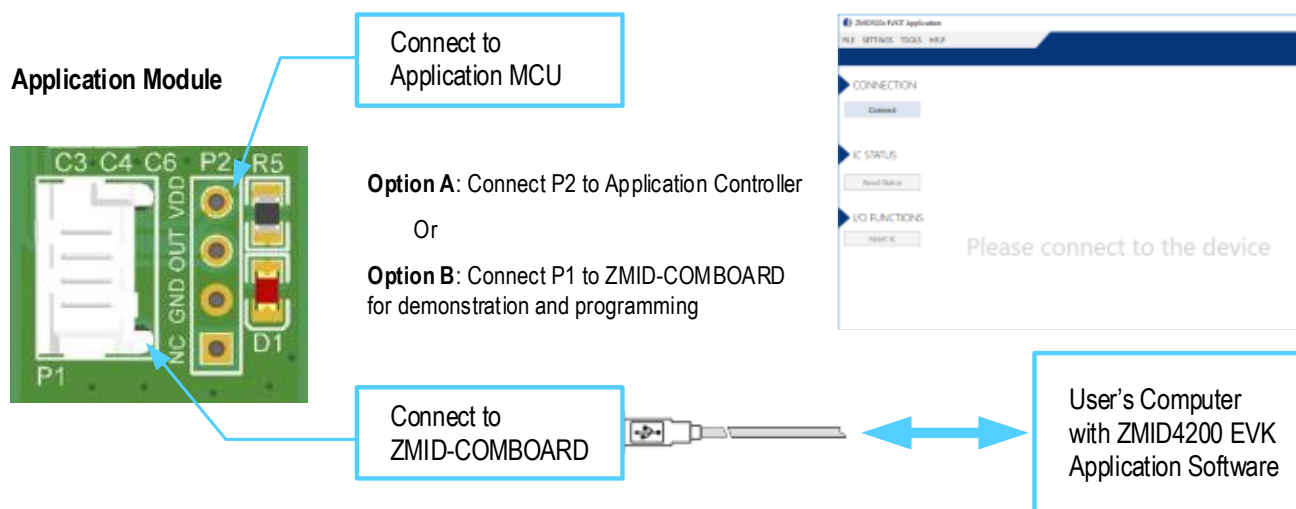 Application Module
Connect to
Application MCU
C3 C4 C6 P2 R5
VDD
OUT
GND
NC
D1
P1
Option A: Connect P2 to Application Controller
Or
Option B: Connect P1 to ZMID-COMBOARD
for demonstration and programming
Connect to
ZMID-COMBOARD
EVKIT Application
FILE SETTINGS TOOLS HELP
CONNECTION
Connect
IC STATUS
Read Status
I/O FUNCTIONS
Reset IC
Please connect to the device
User's Computer
with ZMID4200 EVK
Application Software